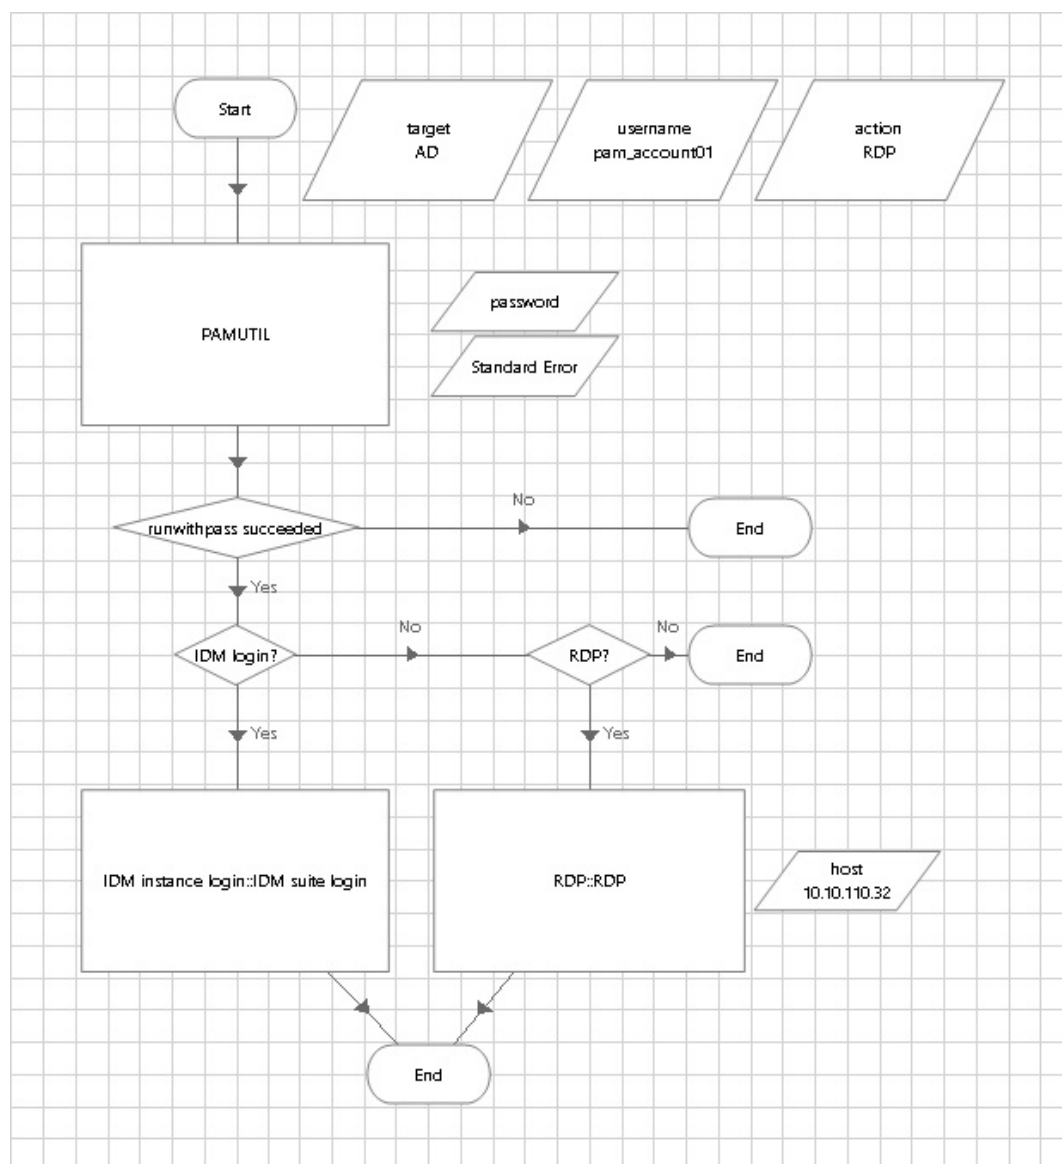 Start
target
AD
username
pam_account01
action
RDP
PAMUTIL
password
Standard Error
runwithpass succeeded
No
End
Yes
IDM login?
No
RDP?
No
End
Yes
Yes
IDM instance login::IDM suite login
RDP::RDP
host
10.10.110.32
End